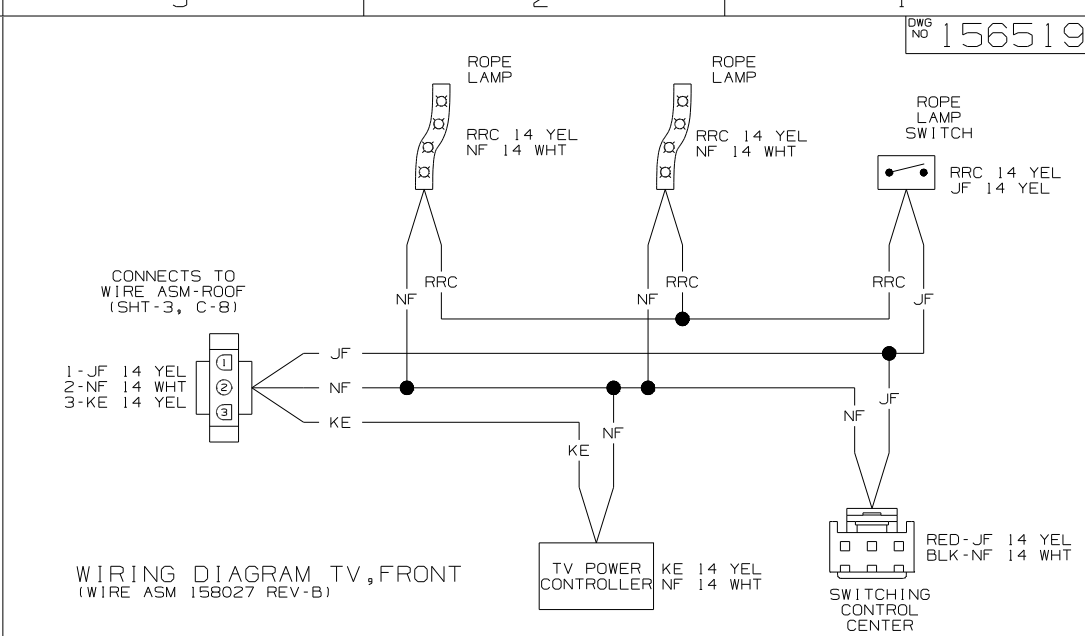 DWG
NO
156519
ROPE
LAMP
RRC 14 YEL
NF 14 WHT
ROPE
LAMP
RRC 14 YEL
NF 14 WHT
ROPE
LAMP
SWITCH
RRC 14 YEL
JF 14 YEL
CONNECTS TO
WIRE ASM-ROOF
(SHT-3, C-8)
NF
RRC
NF
RRC
RRC
JF
1-JF 14 YEL
2-NF 14 WHT
3-KE 14 YEL
1
2
3
JF
NF
KE
KE
NF
NF
JF
TV POWER
CONTROLLER
KE 14 YEL
NF 14 WHT
RED-JF 14 YEL
BLK-NF 14 WHT
SWITCHING
CONTROL
CENTER
WIRING DIAGRAM TV,FRONT
(WIRE ASM 158027 REV-B)